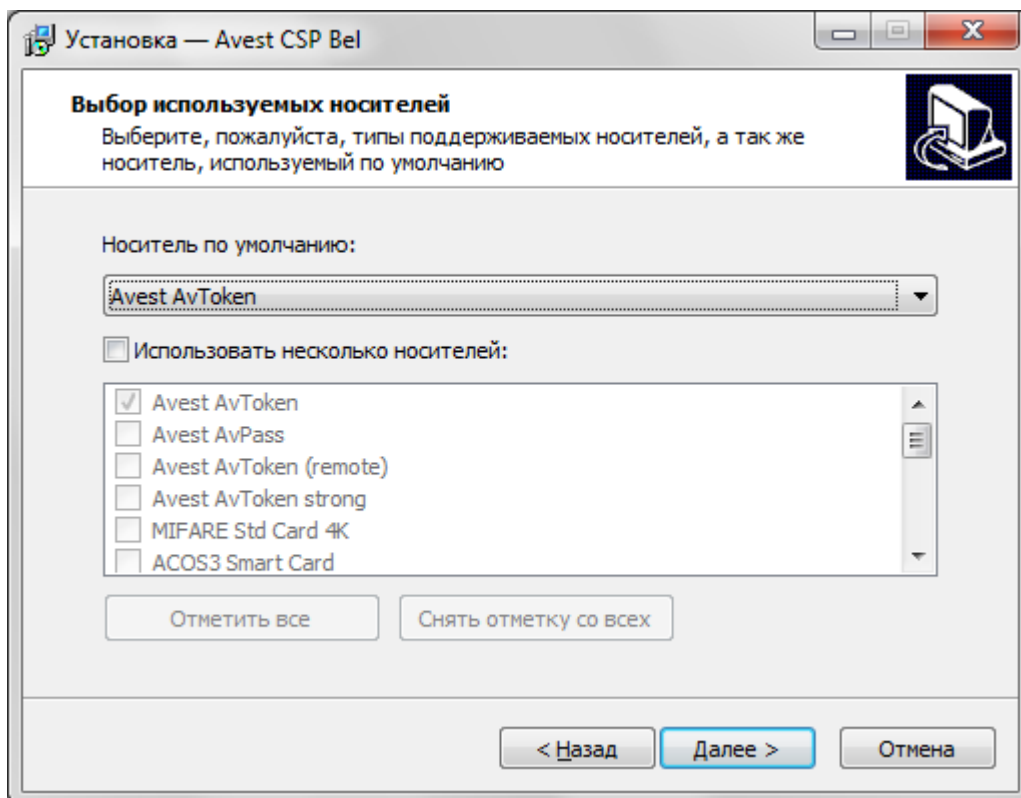 Установка — Avest CSP Bel
Выбор используемых носителей
Выберите, пожалуйста, типы поддерживаемых носителей, а так же
носитель, используемый по умолчанию
Носитель по умолчанию:
Avest AvToken
Использовать несколько носителей:
Avest AvToken
Avest AvPass
Avest AvToken (remote)
Avest AvToken strong
MIFARE Std Card 4K
ACOS3 Smart Card
Отметить все
Снять отметку со всех
< Назад
Далее >
Отмена